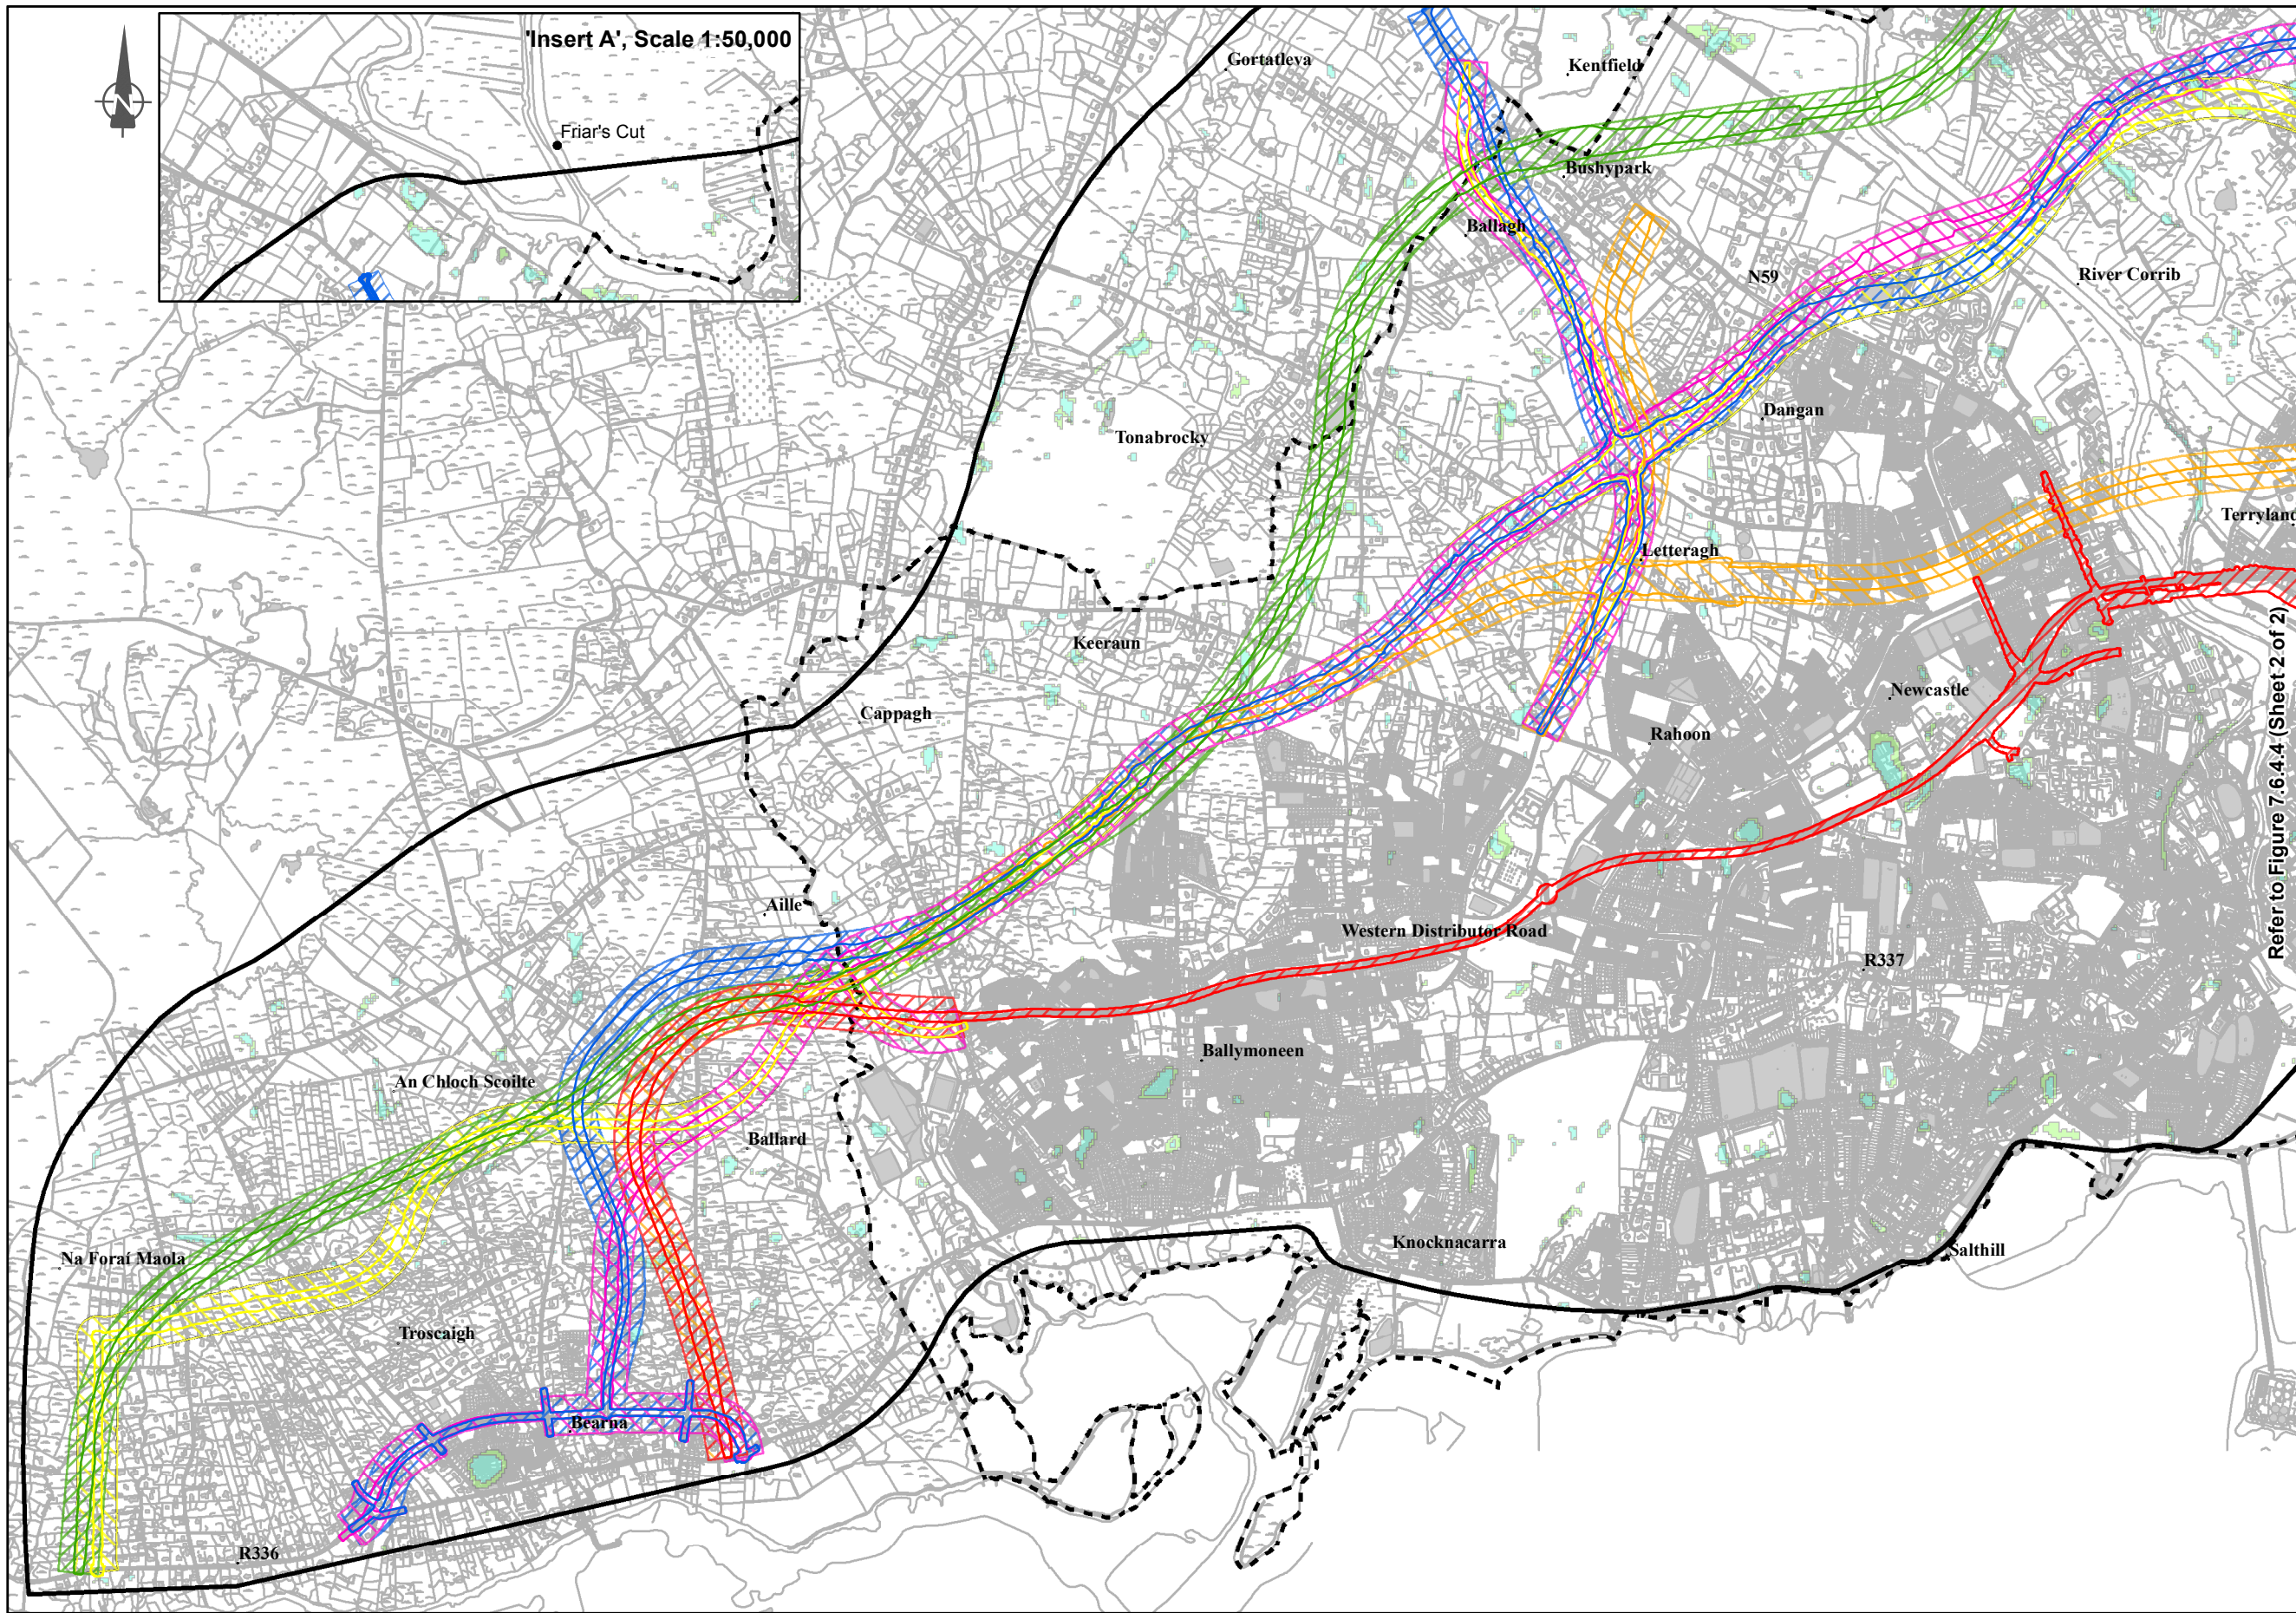 'Insert A', Scale 1:50,000
N
Friar's Cut
Gortatleva
Kentfield
Bushypark
Ballagh
N59
River Corrib
Tonabrocky
Dangan
Terryland
Letteragh
Keeraun
Newcastle
Cappagh
Rahoon
Aille
Western Distributor Road
R337
Ballymoneen
An Chloch Scoilte
Ballard
Knocknacarra
Salthill
Na Foraí Maola
Troscaigh
Bearna
R336
Refer to Figure 7.6.4.4 (Sheet 2 of 2)